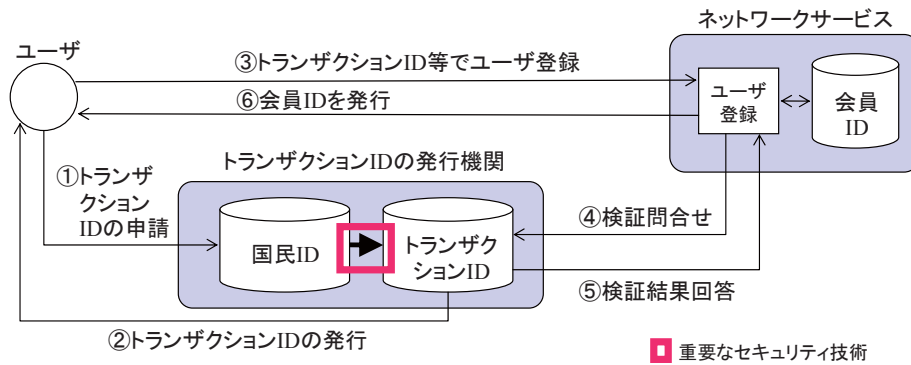 ネットワークサービス
ユーザ
③トランザクションID等でユーザ登録
⑥会員IDを発行
ユーザ
登録
会員
ID
トランザクションIDの発行機関
①トランザ
クション
IDの申請
国民ID
トランザク
ションID
④検証問合せ
⑤検証結果回答
②トランザクションIDの発行
重要なセキュリティ技術